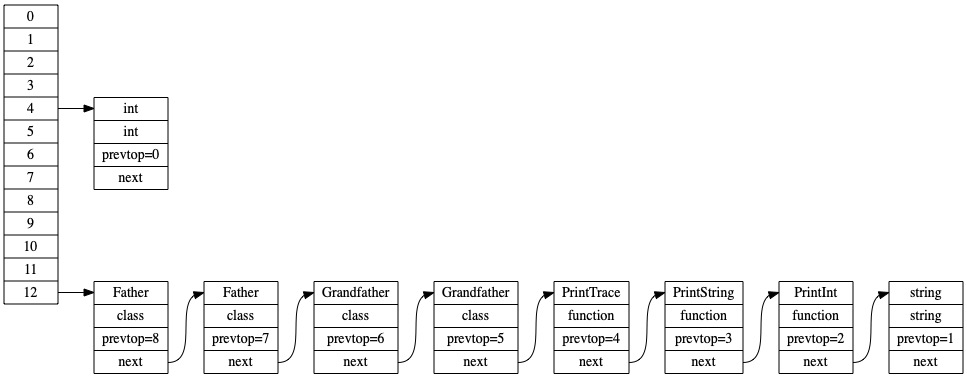 0
1
2
3
4
5
6
7
8
9
10
11
12
int
int
prevtop=0
next
Father
class
prevtop=8
next
Father
class
prevtop=7
next
Grandfather
class
prevtop=6
next
Grandfather
class
prevtop=5
next
PrintTrace
function
prevtop=4
next
PrintString
function
prevtop=3
next
PrintInt
function
prevtop=2
next
string
string
prevtop=1
next